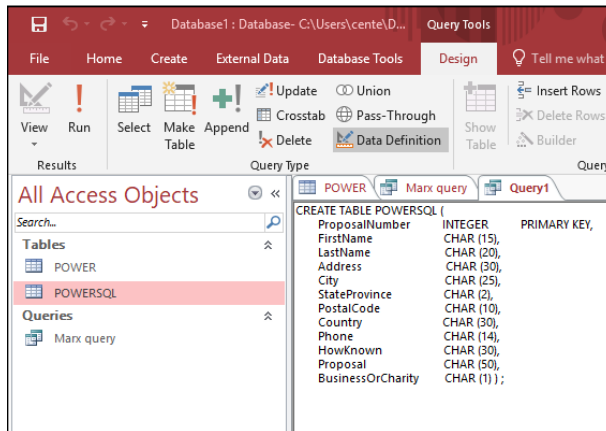 Database1 : Database- C:\Users\cente\D... Query Tools
File Home Create External Data Database Tools Design Tell me what
Update Union Insert Rows
Crosstab Pass-Through Delete Rows
View Run Select Make Table Append Delete Data Definition Show Table Builder
Results Query Type Quer
All Access Objects
Search...
Tables
POWER
POWERSQL
Queries
Marx query
POWER Marx query Query1
CREATE TABLE POWERSQL (
ProposalNumber INTEGER PRIMARY KEY,
FirstName CHAR (15),
LastName CHAR (20),
Address CHAR (30),
City CHAR (25),
StateProvince CHAR (2),
PostalCode CHAR (10),
Country CHAR (30),
Phone CHAR (14),
HowKnown CHAR (30),
Proposal CHAR (50),
BusinessOrCharity CHAR (1) ) ;